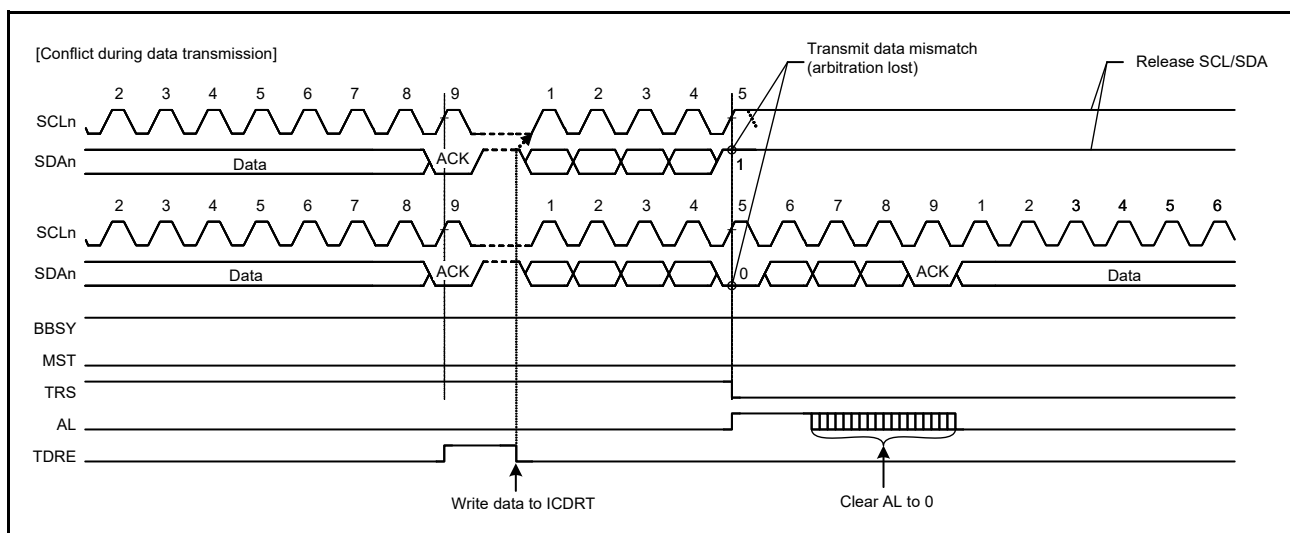 [Conflict during data transmission]
Transmit data mismatch
(arbitration lost)
Release SCL/SDA
2 3 4 5 6 7 8 9 1 2 3 4 5
SCLn
SDAn
Data ACK 1
2 3 4 5 6 7 8 9 1 2 3 4 5 6 7 8 9 1 2 3 4 5 6
SCLn
SDAn
Data ACK 0 ACK Data
BBSY
MST
TRS
AL
TDRE
Write data to ICDRT
Clear AL to 0